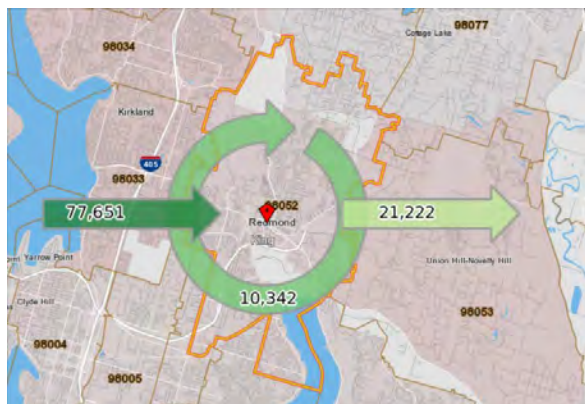 98077
Cottage Lake
98034
Kirkland
405
98033
98052
77,651
21,222
Redmond
King
Union Hill-Novelty Hill
Yarrow Point
10,342
Clyde Hill
98053
98004
98005